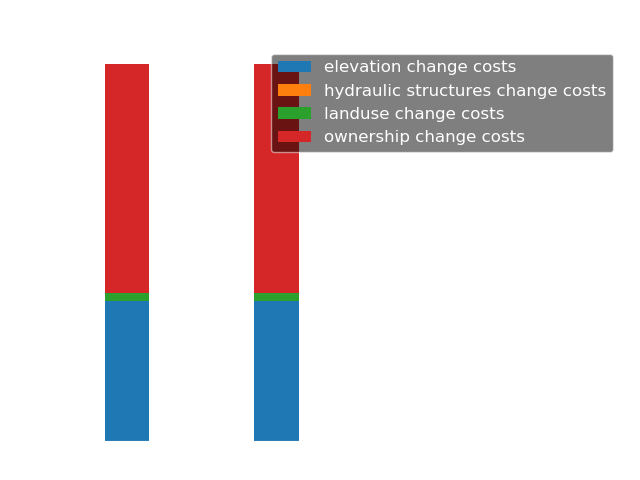 elevation change costs
hydraulic structures change costs
landuse change costs
ownership change costs